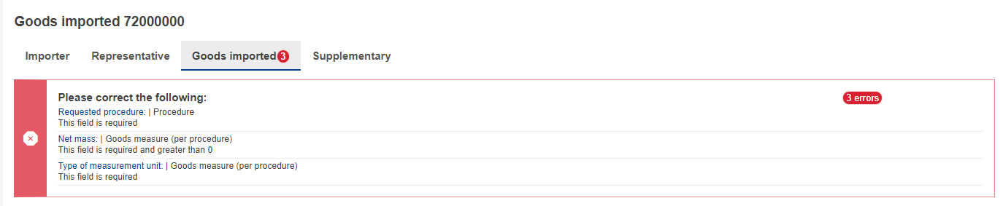 Goods imported 72000000
Importer Representative Goods imported 3 Supplementary
Please correct the following: 3 errors
Requested procedure: | Procedure
This field is required
Net mass: | Goods measure (per procedure)
This field is required and greater than 0
Type of measurement unit: | Goods measure (per procedure)
This field is required